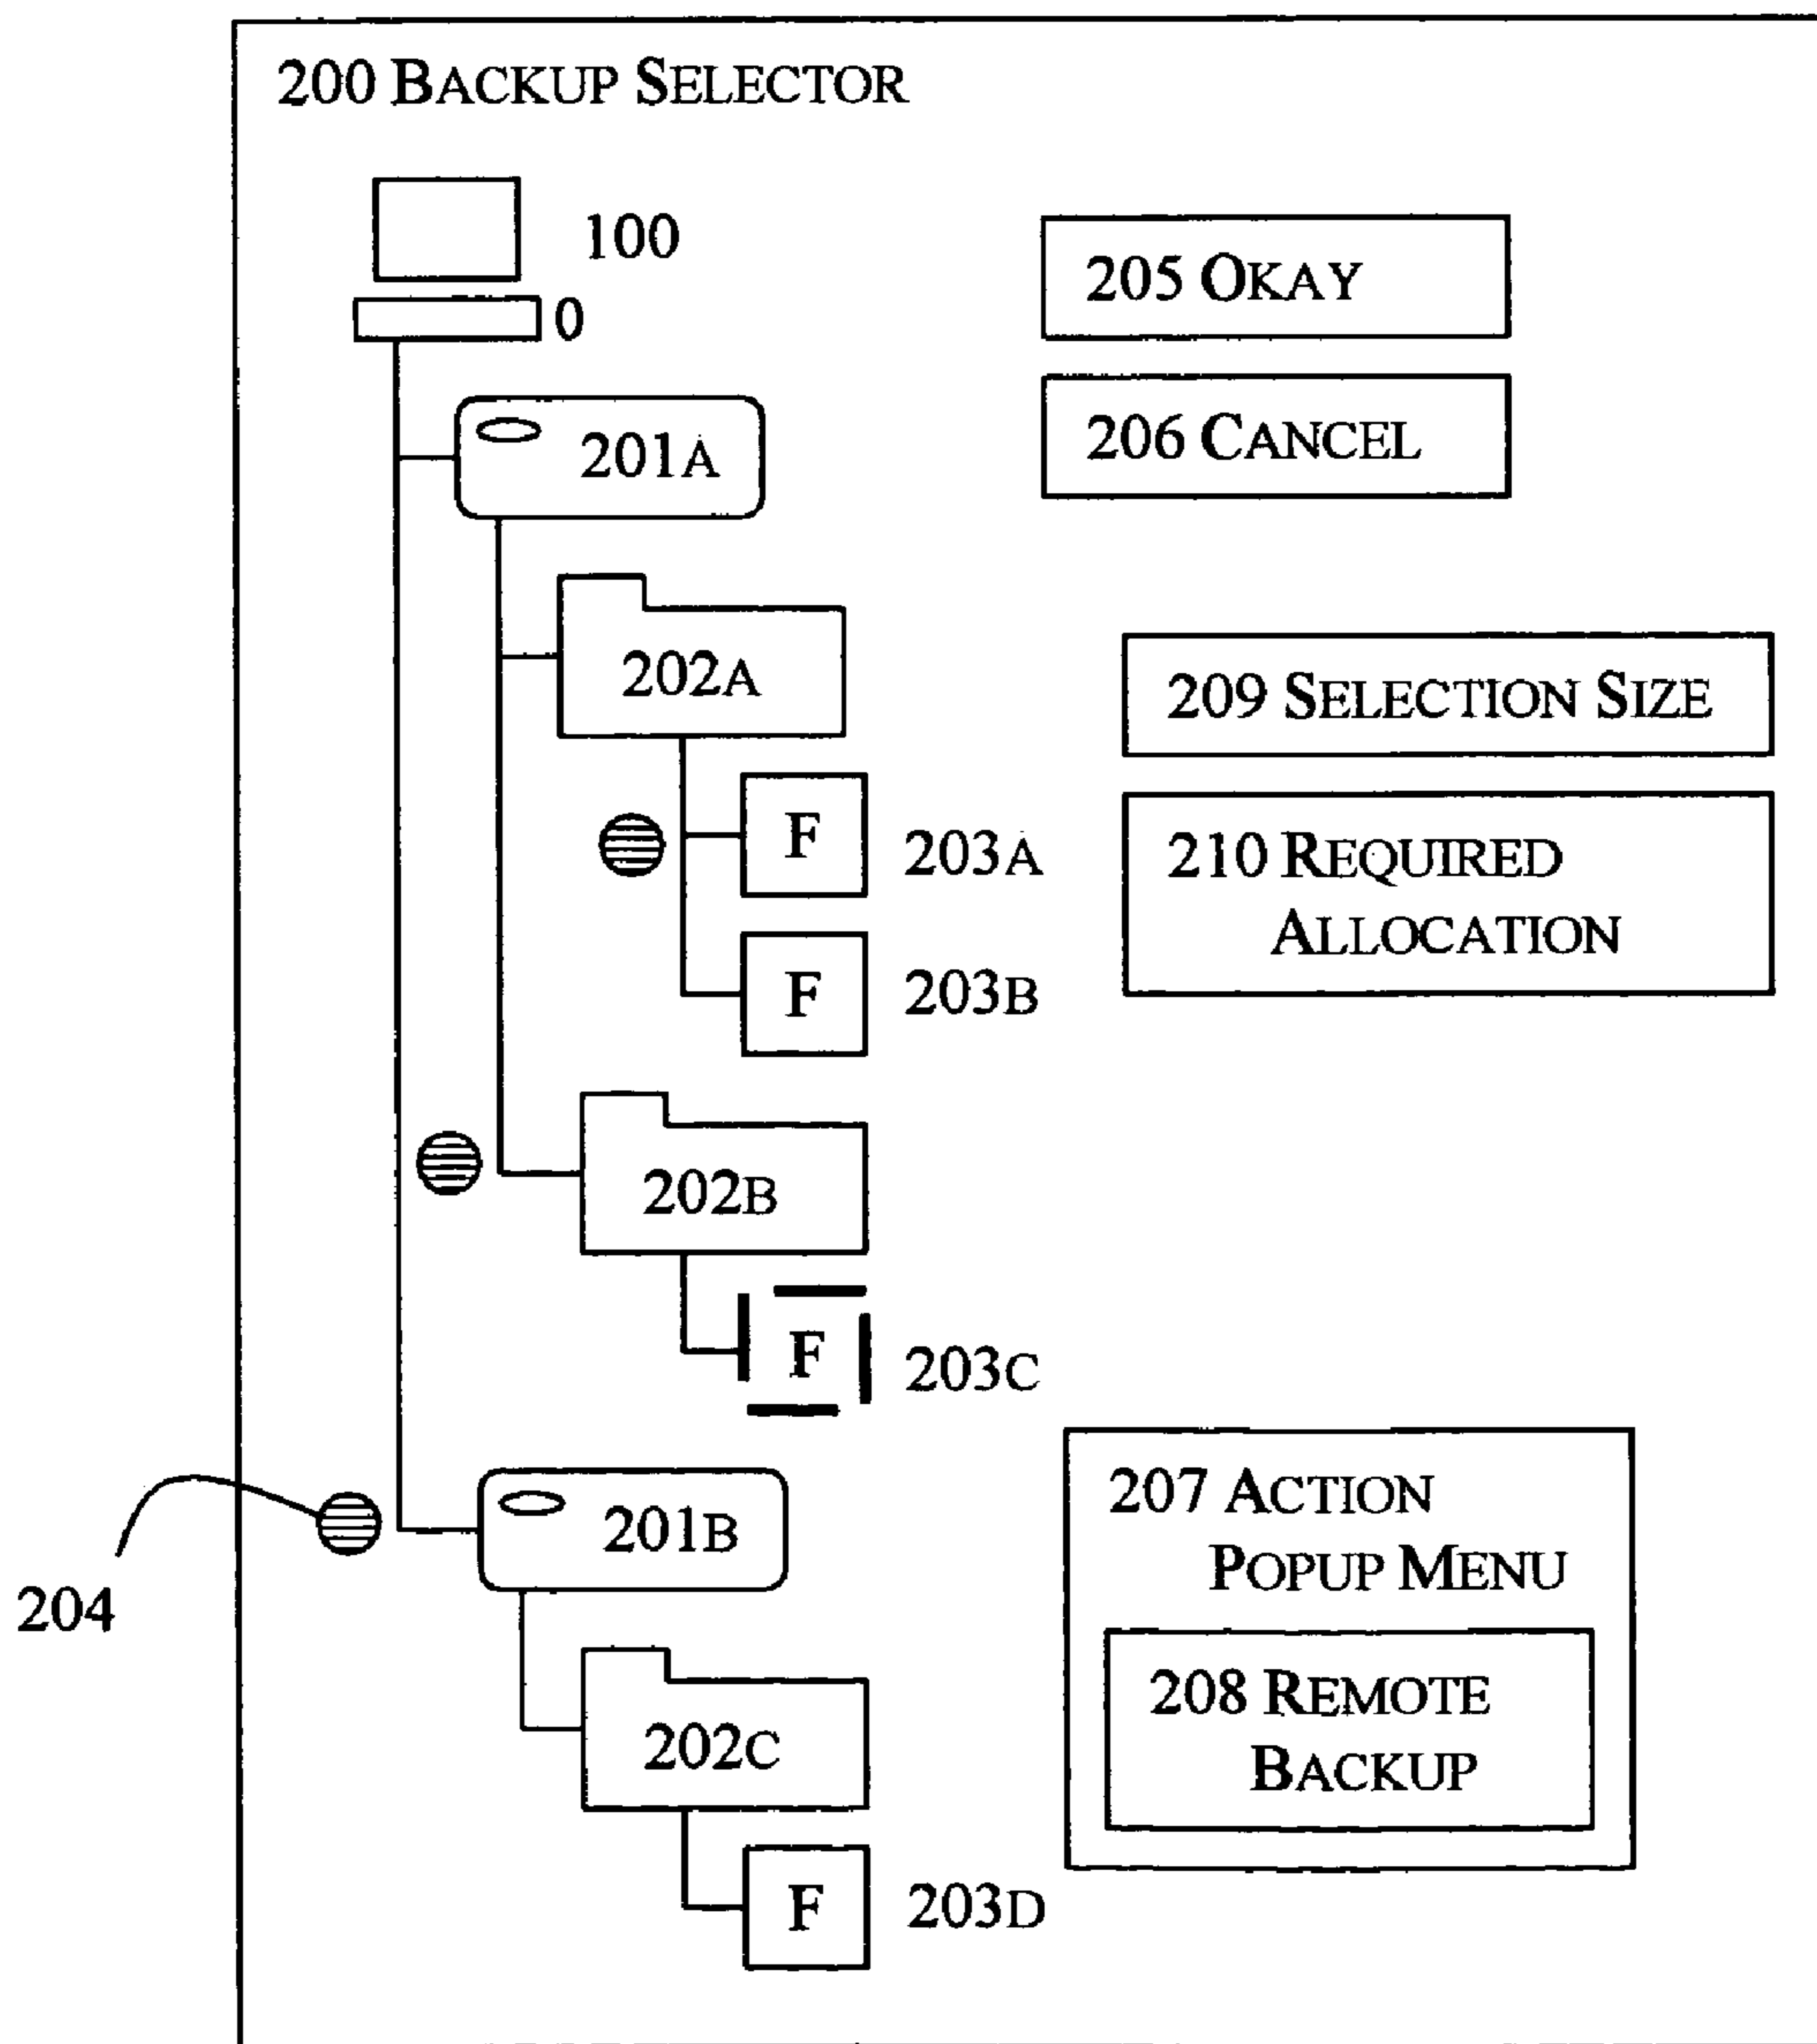 200 BACKUP SELECTOR
100
0
205 OKAY
201A
206 CANCEL
202A
209 SELECTION SIZE
F
203A
210 REQUIRED
ALLOCATION
F
203B
202B
F
203C
204
201B
207 ACTION
POPUP MENU
202C
208 REMOTE
BACKUP
F
203D